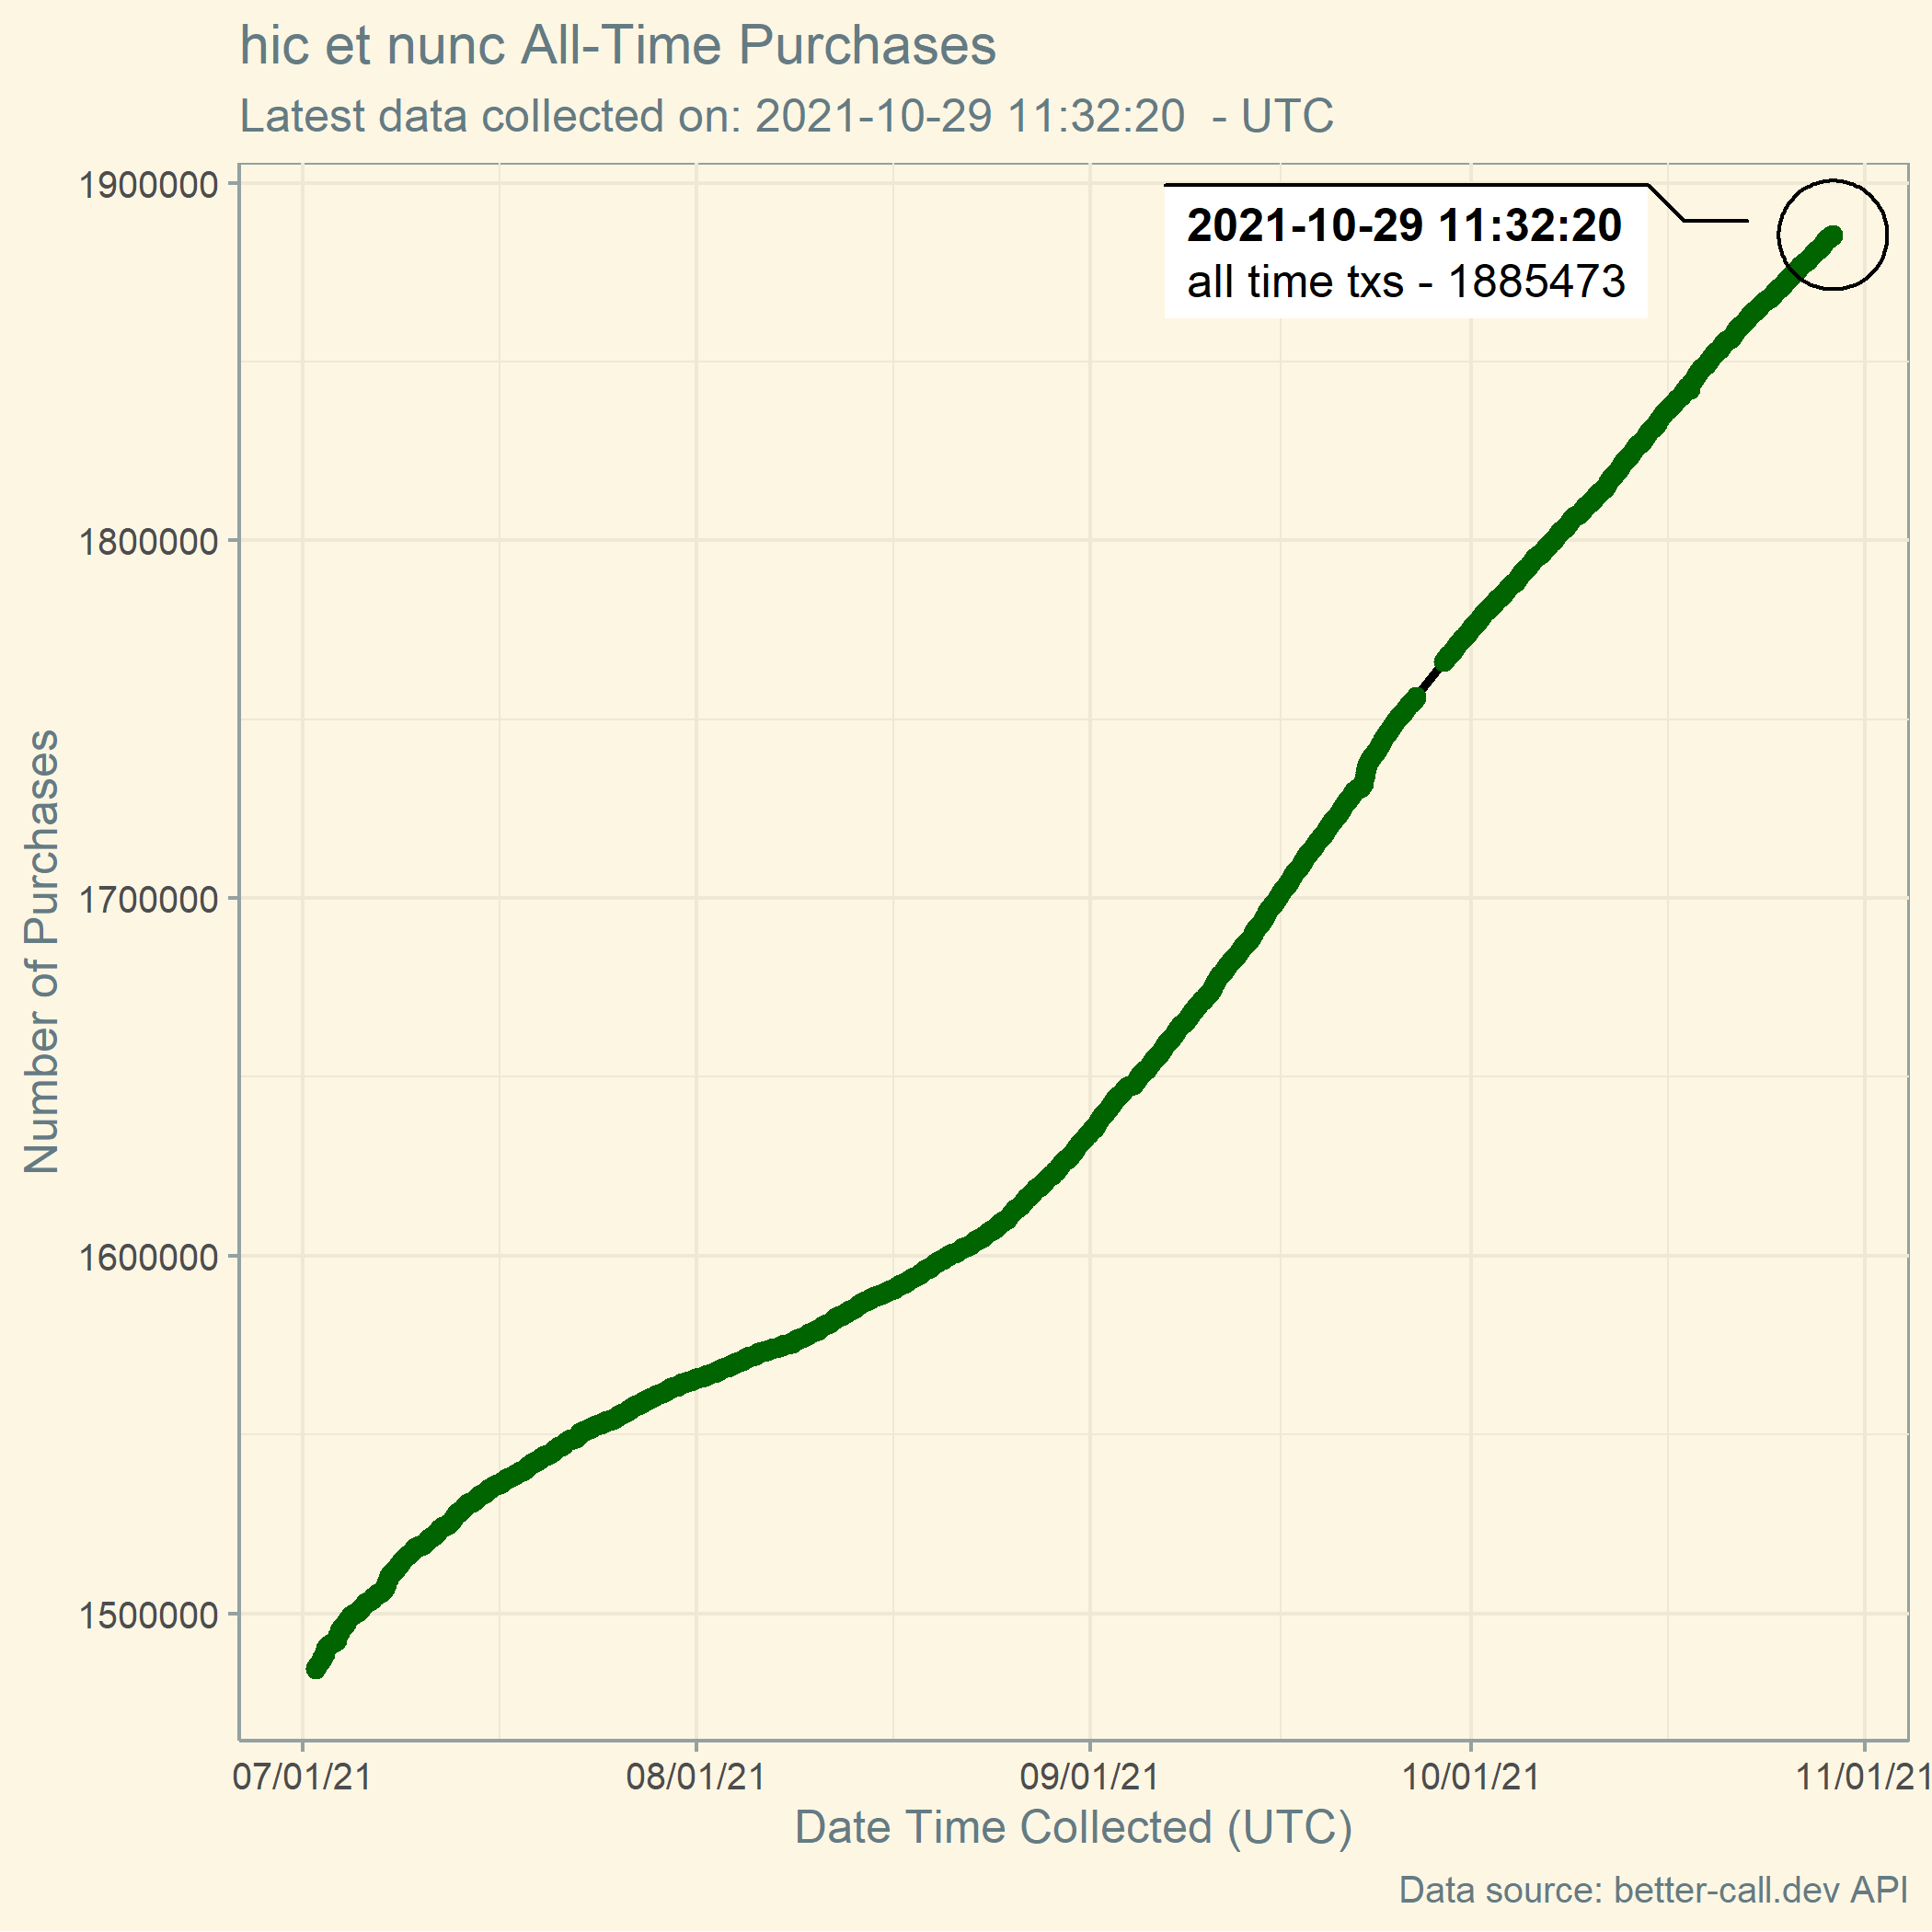 hic et nunc All-Time Purchases
Latest data collected on: 2021-10-29 11:32:20  - UTC
1900000
2021-10-29 11:32:20
all time txs - 1885473
1800000
1700000
1600000
1500000
Number of Purchases
07/01/21
08/01/21
09/01/21
10/01/21
11/01/21
Date Time Collected (UTC)
Data source: better-call.dev API